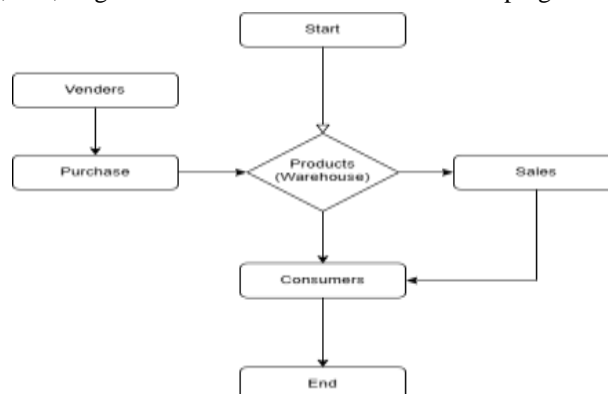 Start
Venders
Purchase
Products
(Warehouse)
Sales
Consumers
End